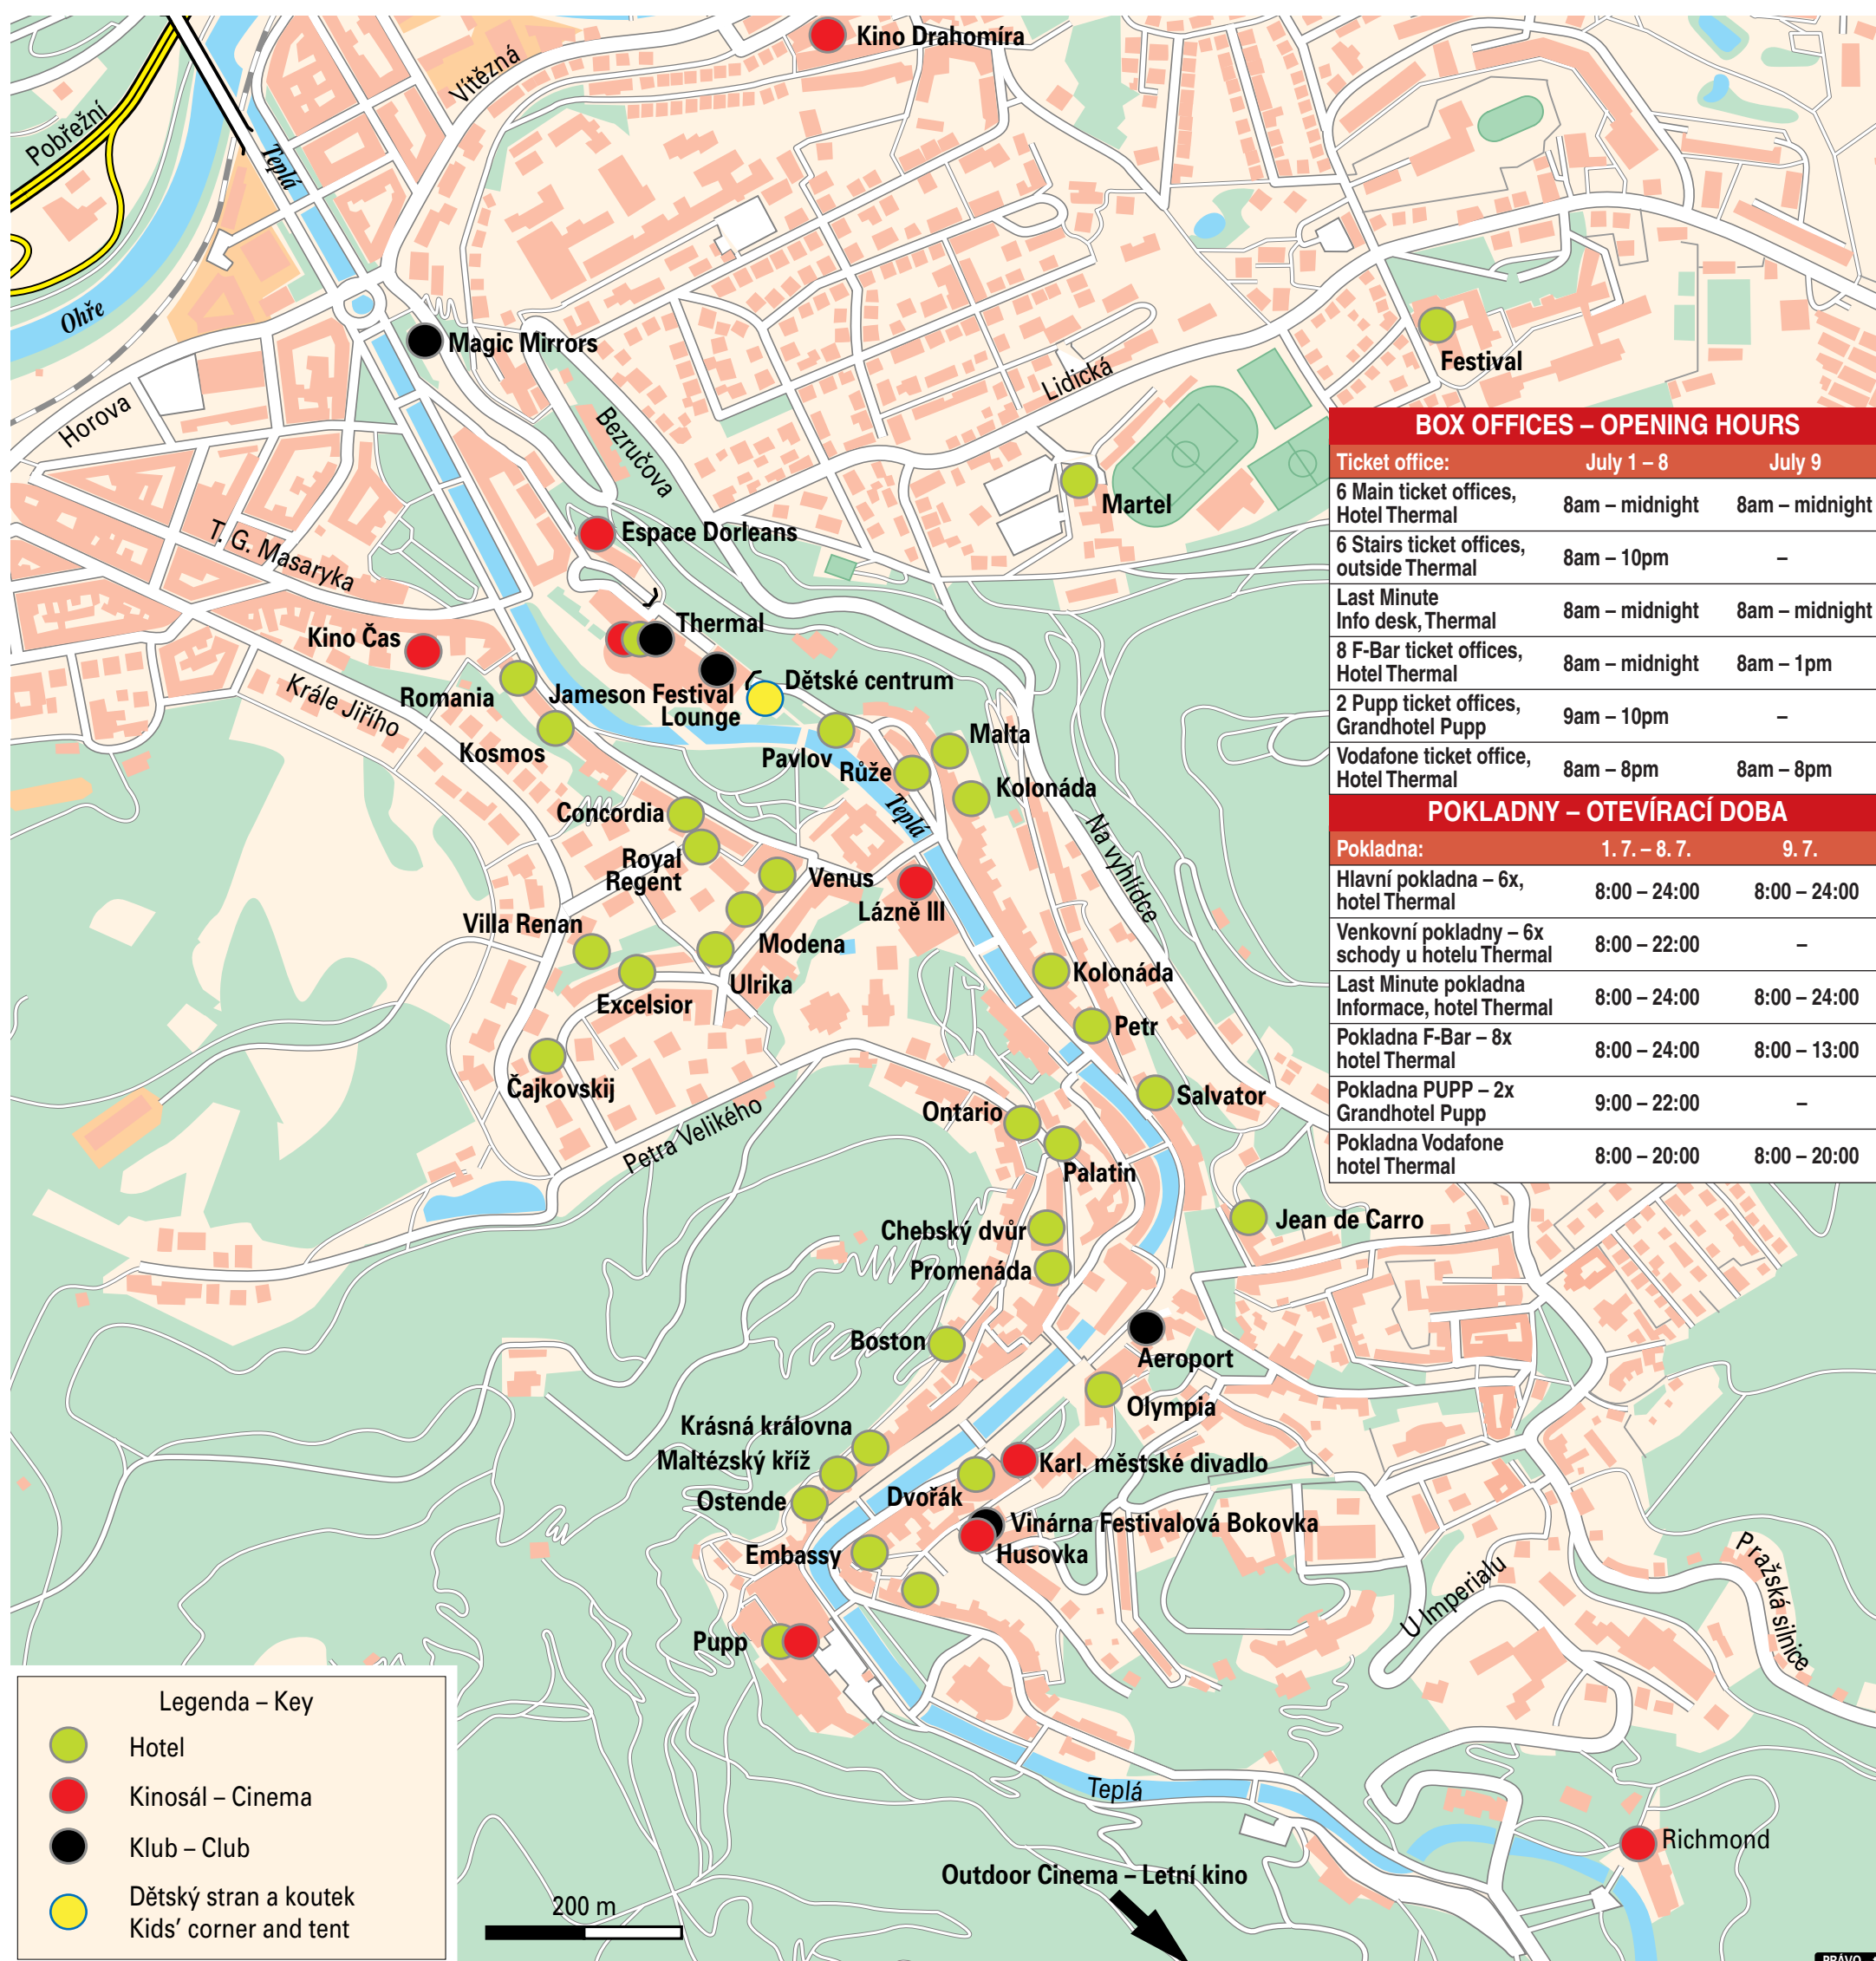 Kino Drahomíra
Vítězná
Pobřežní
Teplá
Ohře
Magic Mirrors
Festival
Lidická
Horova
Bezručova
Martel
T. G. Masaryka
Espace Dorleans
Thermal
Kino Čas
Krále Jiřího
Romania
Jameson Festival
Lounge
Dětské centrum
Kosmos
Pavlov
Růže
Malta
Kolonáda
Teplá
Na vyhlídce
Concordia
Royal
Regent
Venus
Lázně III
Villa Renan
Modena
Ulrika
Excelsior
Kolonáda
Petr
Čajkovskij
Petra Velikého
Ontario
Salvator
Palatin
Chebský dvůr
Jean de Carro
Promenáda
Boston
Aeroport
Olympia
Krásná královna
Maltézský kříž
Karl. městské divadlo
Ostende
Dvořák
Vinárna Festivalová Bokovka
Husovka
Embassy
Pupp
U Imperialu
Pražská silnice
Teplá
Richmond
Outdoor Cinema – Letní kino
200 m
BOX OFFICES – OPENING HOURS
Ticket office: July 1 – 8 July 9
6 Main ticket offices,
Hotel Thermal 8am – midnight 8am – midnight
6 Stairs ticket offices,
outside Thermal 8am – 10pm –
Last Minute
Info desk, Thermal 8am – midnight 8am – midnight
8 F-Bar ticket offices,
Hotel Thermal 8am – midnight 8am – 1pm
2 Pupp ticket offices,
Grandhotel Pupp 9am – 10pm –
Vodafone ticket office,
Hotel Thermal 8am – 8pm 8am – 8pm
POKLADNY – OTEVÍRACÍ DOBA
Pokladna: 1. 7. – 8. 7. 9. 7.
Hlavní pokladna – 6x,
hotel Thermal 8:00 – 24:00 8:00 – 24:00
Venkovní pokladny – 6x
schody u hotelu Thermal 8:00 – 22:00 –
Last Minute pokladna
Informace, hotel Thermal 8:00 – 24:00 8:00 – 24:00
Pokladna F-Bar – 8x
hotel Thermal 8:00 – 24:00 8:00 – 13:00
Pokladna PUPP – 2x
Grandhotel Pupp 9:00 – 22:00 –
Pokladna Vodafone
hotel Thermal 8:00 – 20:00 8:00 – 20:00
Legenda – Key
Hotel
Kinosál – Cinema
Klub – Club
Dětský stran a koutek
Kids' corner and tent
PRÁVO